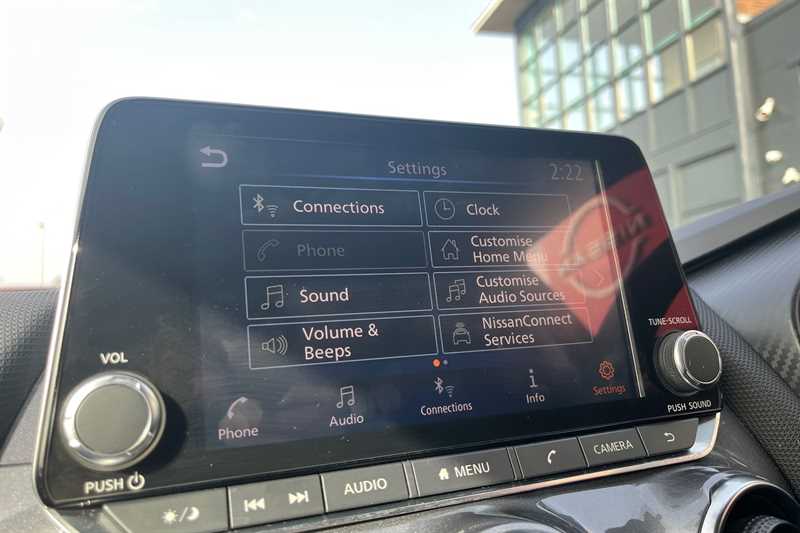 Settings
2:22
Connections
Clock
Phone
Customise
Home Menu
Sound
Customise
Audio Sources
Volume &
Beeps
NissanConnect
Services
Phone
Audio
Connections
Info
Settings
VOL
PUSH
TUNE·SCROLL
PUSH SOUND
AUDIO
MENU
CAMERA
NISSAN